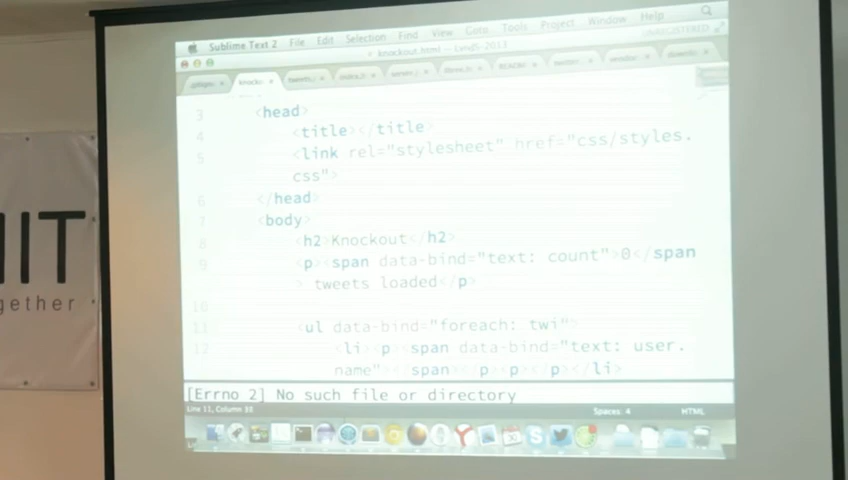 Sublime Text 2 File Edit Selection Find View Goto Tools Project Window Help
knockout.html
UNREGISTERED
3 <head>
4 <title></title>
5 <link rel="stylesheet" href="css/styles.
css">
6 </head>
7 <body>
8 <h2>Knockout</h2>
9 <p><span data-bind="text: count">0</span
> tweets loaded</p>
10
11 <ul data-bind="foreach: twi">
12 <li><p><span data-bind="text: user.
name"></span></p><p></p></li>
[Errno 2] No such file or directory
Spaces: 4 HTML
IIT
gether